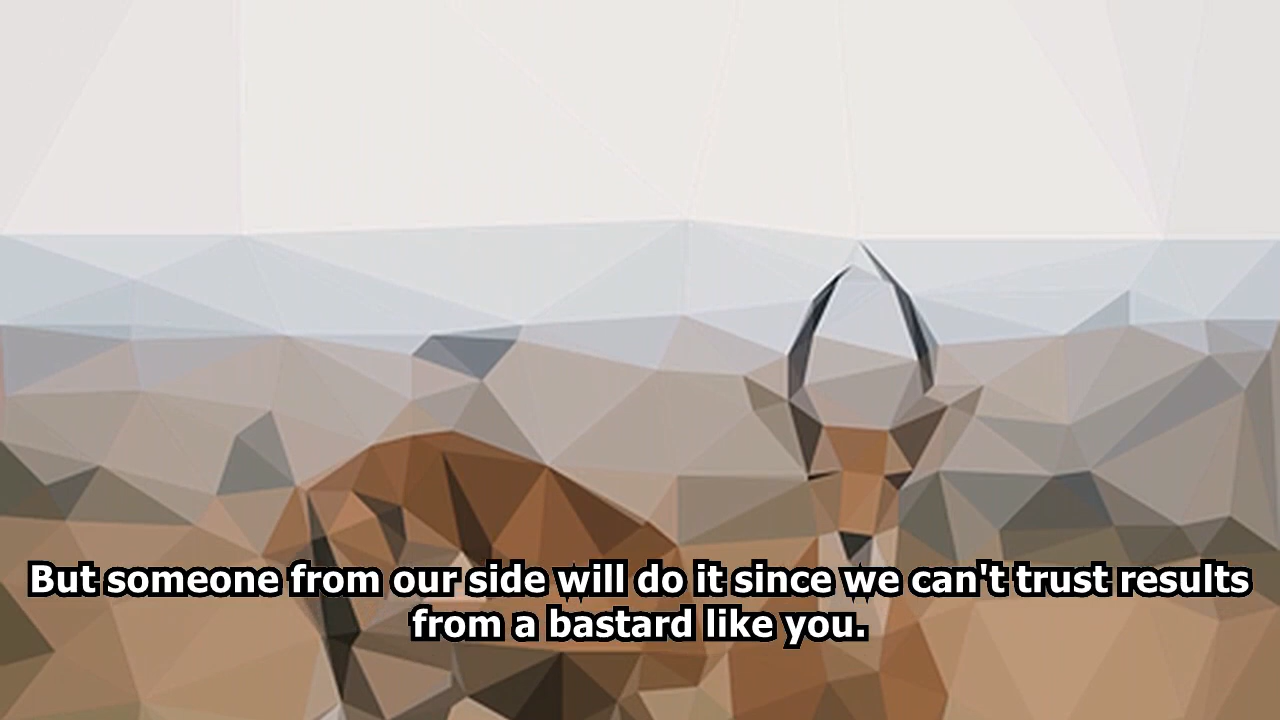 But someone from our side will do it since we can't trust results
from a bastard like you.